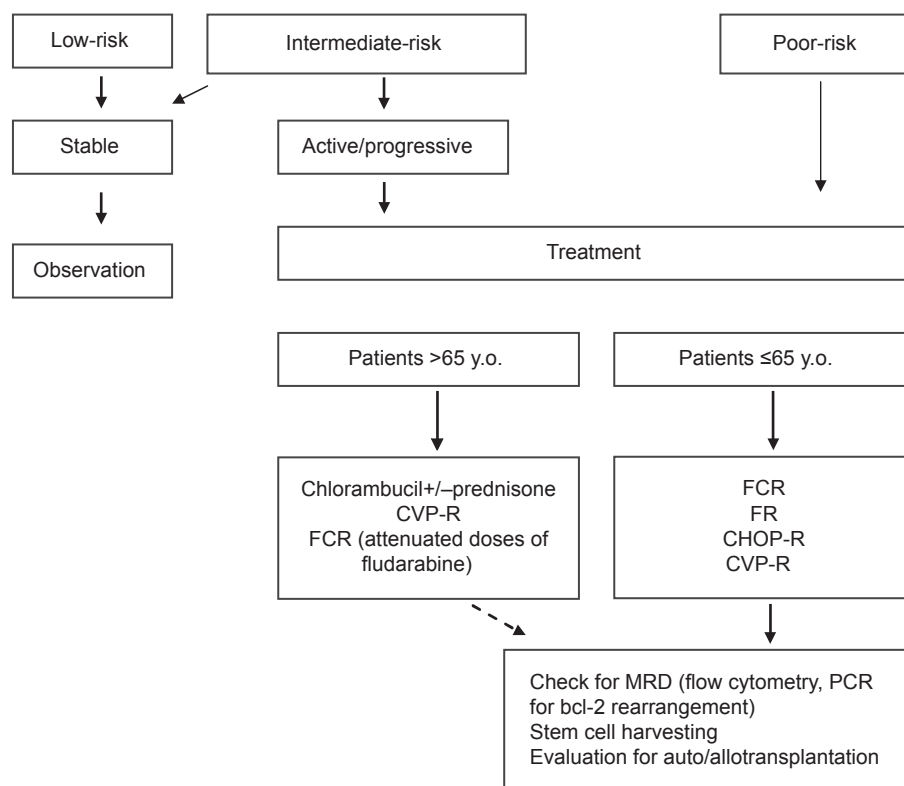 Low-risk
Intermediate-risk
Poor-risk
Stable
Active/progressive
Observation
Treatment
Patients >65 y.o.
Patients ≤65 y.o.
Chlorambucil+/–prednisone
CVP-R
FCR (attenuated doses of
fludarabine)
FCR
FR
CHOP-R
CVP-R
Check for MRD (flow cytometry, PCR
for bcl-2 rearrangement)
Stem cell harvesting
Evaluation for auto/allotransplantation